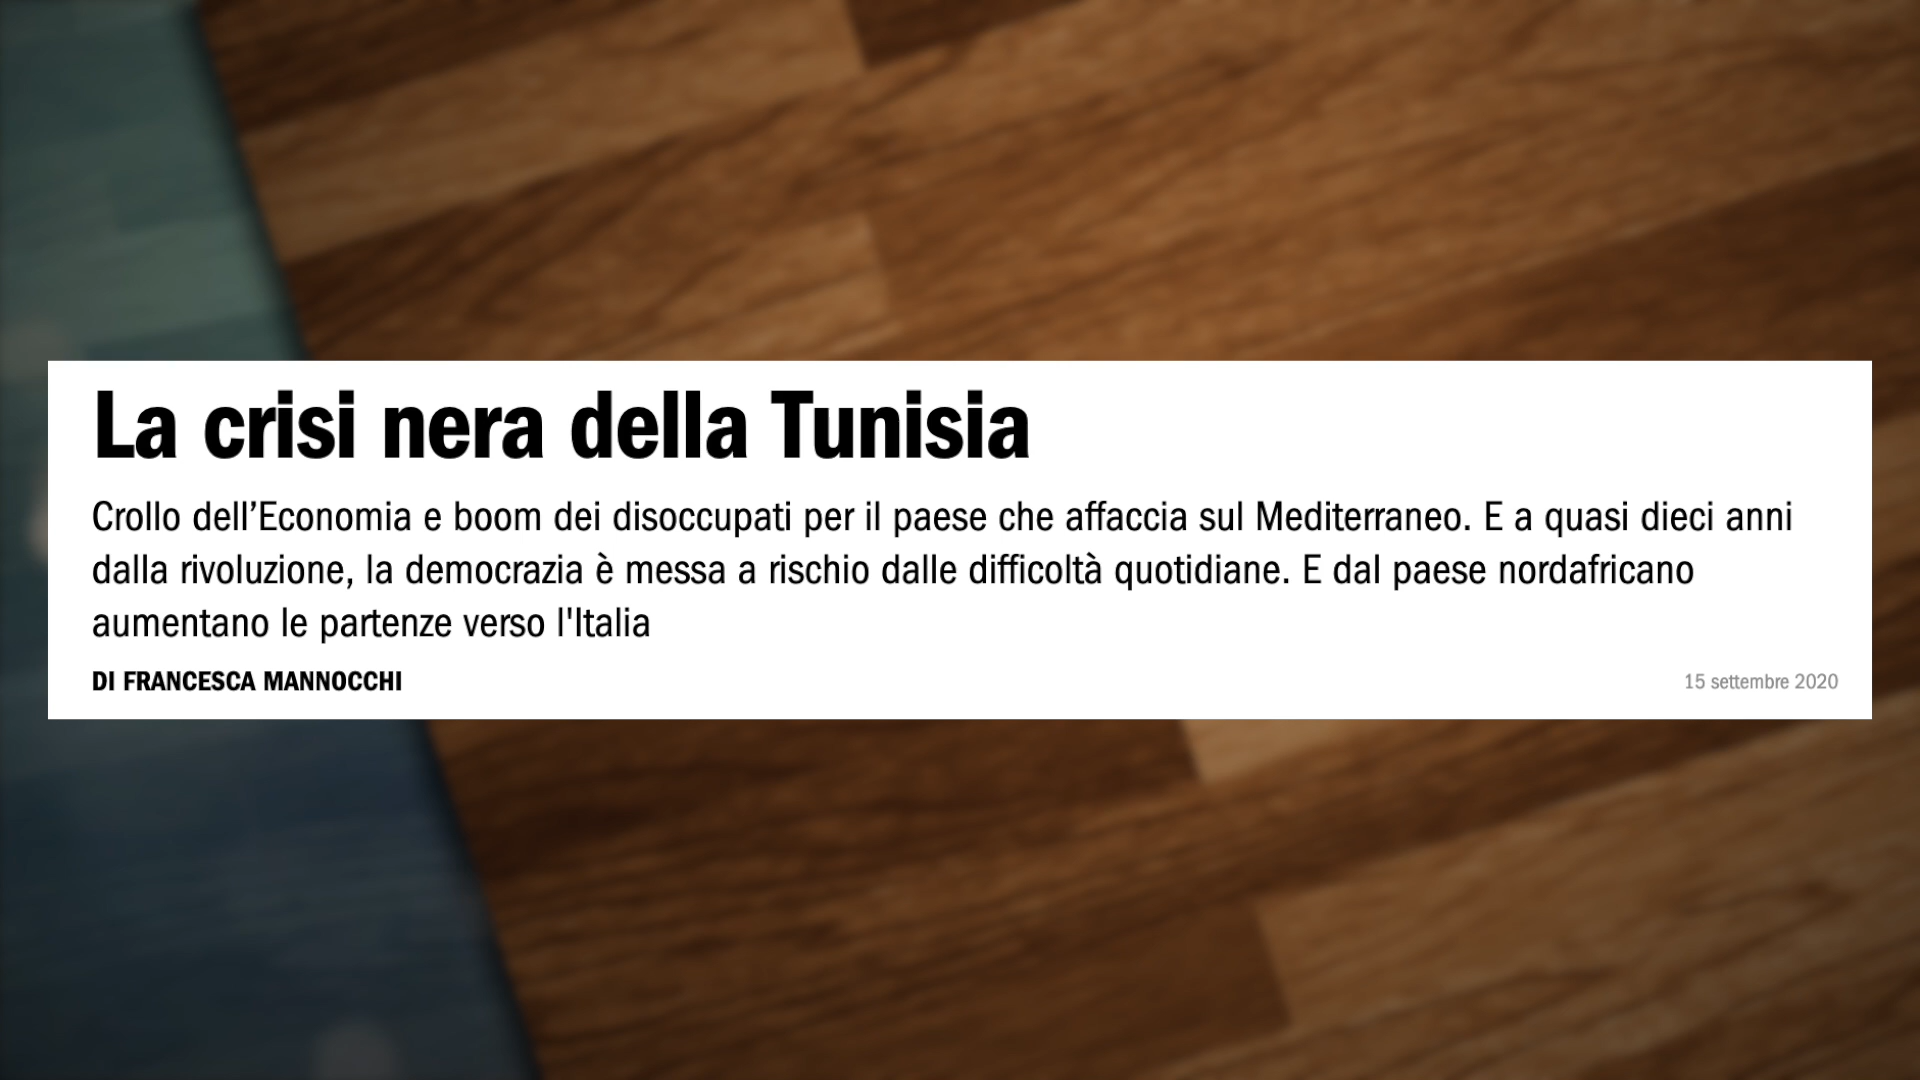 La crisi nera della Tunisia
Crollo dell’Economia e boom dei disoccupati per il paese che affaccia sul Mediterraneo. E a quasi dieci anni
dalla rivoluzione, la democrazia è messa a rischio dalle difficoltà quotidiane. E dal paese nordafricano
aumentano le partenze verso l'Italia
DI FRANCESCA MANNOCCHI
15 settembre 2020